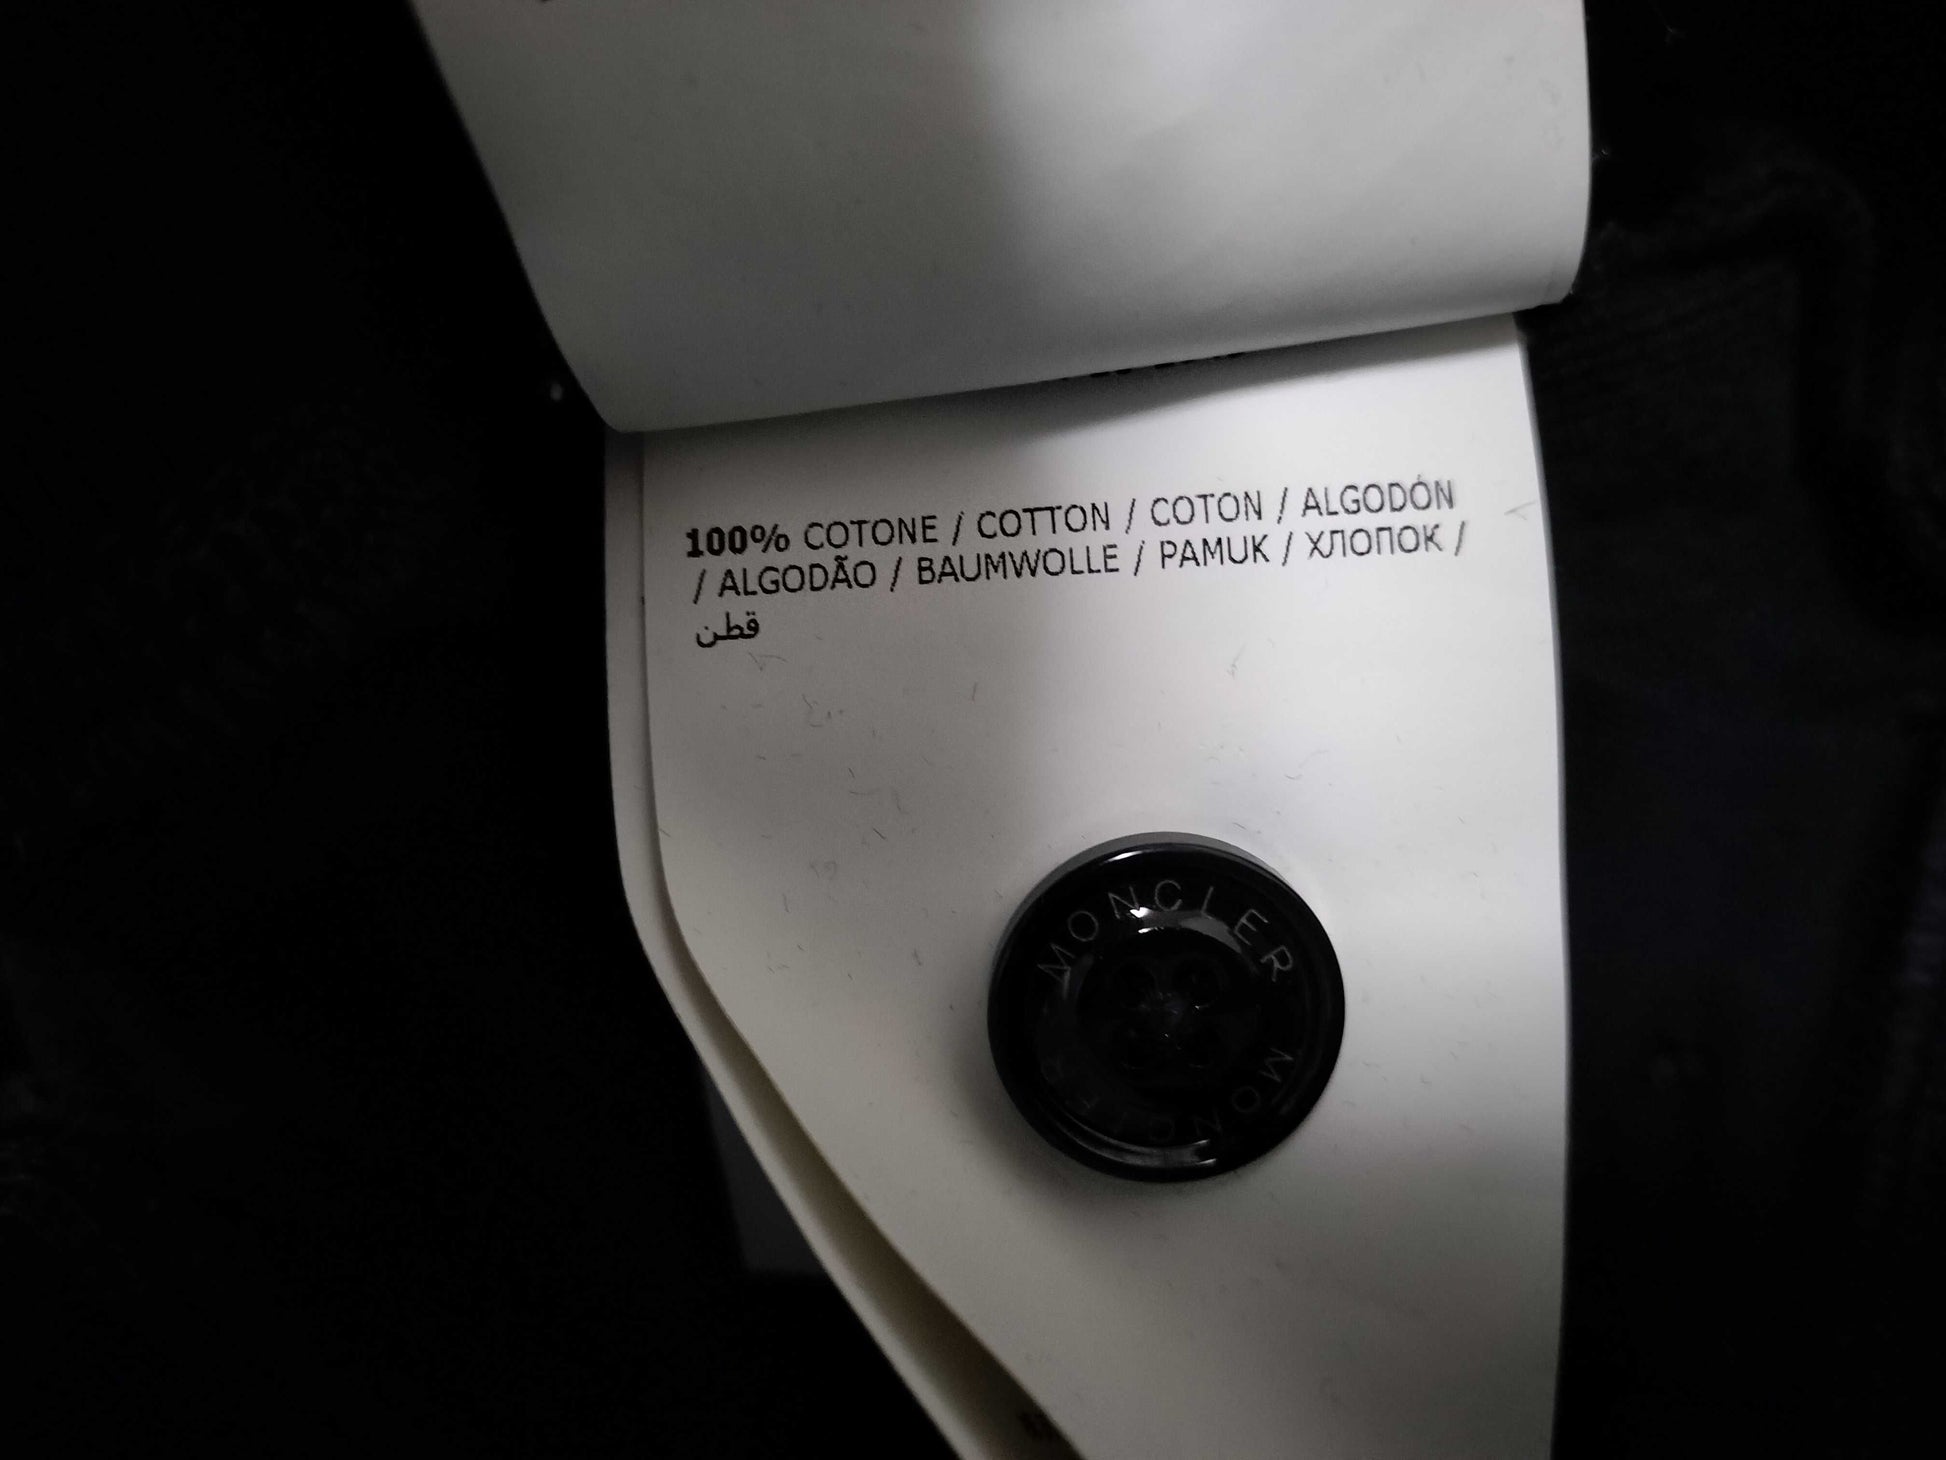 100% COTONE / COTTON / COTON / ALGODÓN
/ ALGODÃO / BAUMWOLLE / PAMUK / ХЛОПОК /
قطن
MONCLER
MONCLER